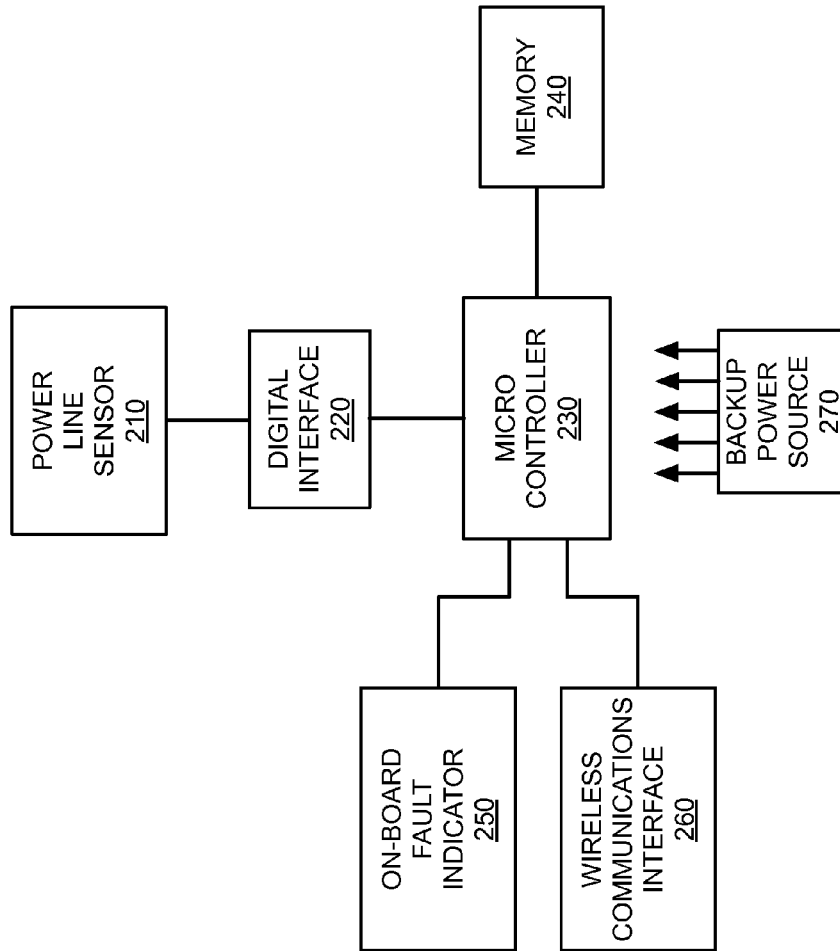 POWER
LINE
SENSOR
210
DIGITAL
INTERFACE
220
MICRO
CONTROLLER
230
MEMORY
240
ON-BOARD
FAULT
INDICATOR
250
WIRELESS
COMMUNICATIONS
INTERFACE
260
BACKUP
POWER
SOURCE
270